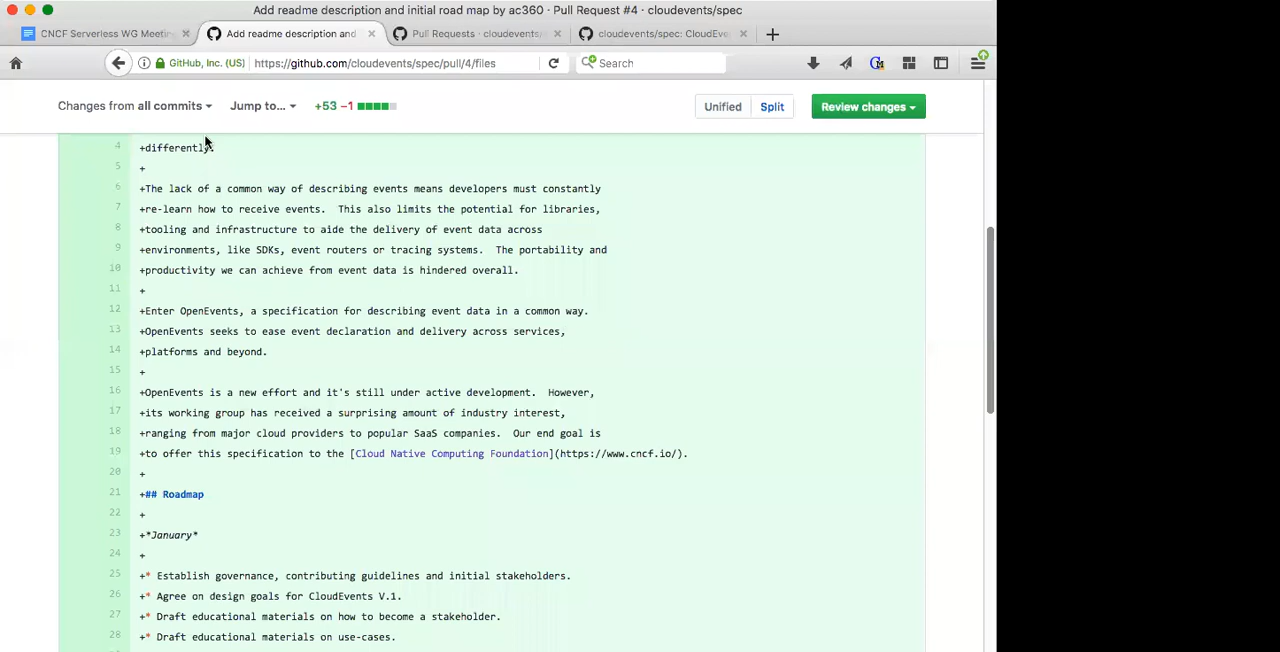 Add readme description and initial road map by ac360 · Pull Request #4 · cloudevents/spec
CNCF Serverless WG Meetin
Add readme description and
Pull Requests · cloudevents/
cloudevents/spec: CloudEve
GitHub, Inc. (US)
https://github.com/cloudevents/spec/pull/4/files
Search
Changes from all commits
Jump to...
+53 −1
Unified
Split
Review changes
4 +differently.
5 +
6 +The lack of a common way of describing events means developers must constantly
7 +re-learn how to receive events.  This also limits the potential for libraries,
8 +tooling and infrastructure to aide the delivery of event data across
9 +environments, like SDKs, event routers or tracing systems.  The portability and
10 +productivity we can achieve from event data is hindered overall.
11 +
12 +Enter OpenEvents, a specification for describing event data in a common way.
13 +OpenEvents seeks to ease event declaration and delivery across services,
14 +platforms and beyond.
15 +
16 +OpenEvents is a new effort and it's still under active development.  However,
17 +its working group has received a surprising amount of industry interest,
18 +ranging from major cloud providers to popular SaaS companies.  Our end goal is
19 +to offer this specification to the [Cloud Native Computing Foundation](https://www.cncf.io/).
20 +
21 +## Roadmap
22 +
23 +*January*
24 +
25 +* Establish governance, contributing guidelines and initial stakeholders.
26 +* Agree on design goals for CloudEvents V.1.
27 +* Draft educational materials on how to become a stakeholder.
28 +* Draft educational materials on use-cases.